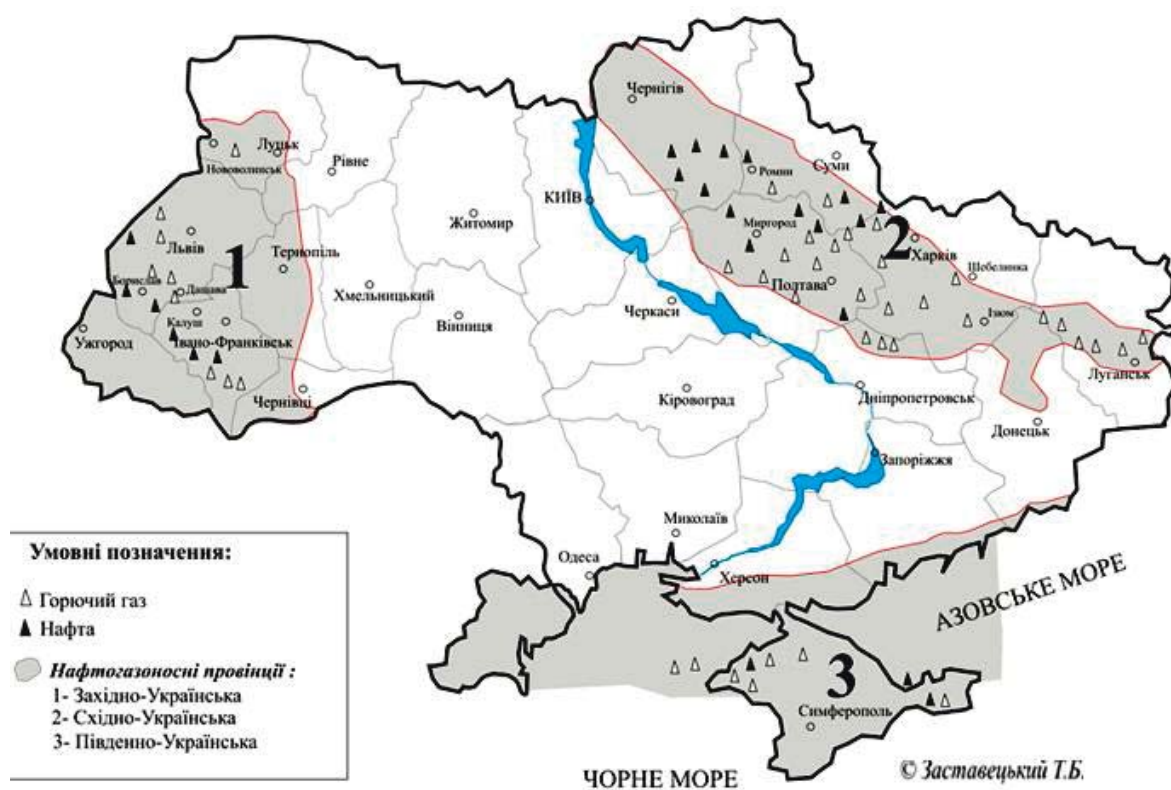 Чернігів
Луцьк
Нововолинськ
Рівне
Ромни
Суми
КИЇВ
Житомир
Львів
1
Миргород
2
Харків
Тернопіль
Шебелинка
Борислав
Дашава
Хмельницький
Полтава
Калуш
Вінниця
Черкаси
Ізюм
Ужгород
Івано-Франківськ
Луганськ
Чернівці
Кіровоград
Дніпропетровськ
Донецьк
Запоріжжя
Миколаїв
Одеса
Херсон
АЗОВСЬКЕ МОРЕ
3
Симферополь
Умовні позначення:
Горючий газ
Нафта
Нафтогазоносні провінції :
1- Західно-Українська
2- Східно-Українська
3- Південно-Українська
ЧОРНЕ МОРЕ
© Заставецький Т.Б.